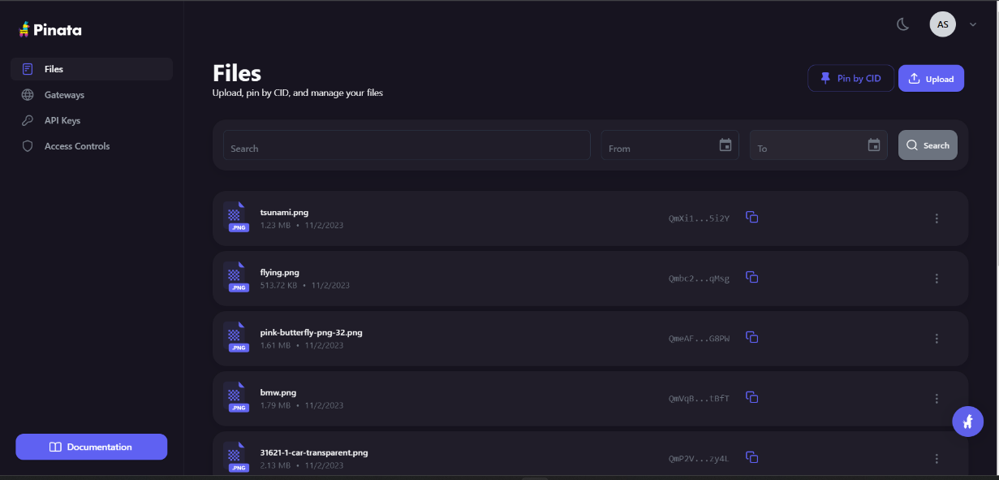 Pinata
AS
Files
Gateways
API Keys
Access Controls
Documentation
Files
Upload, pin by CID, and manage your files
Pin by CID
Upload
Search
From
To
Search
tsunami.png
1.23 MB • 11/2/2023
.PNG
QmXi1...5i2Y
flying.png
513.72 KB • 11/2/2023
.PNG
Qmbc2...qMsg
pink-butterfly-png-32.png
1.61 MB • 11/2/2023
.PNG
QmeAF...G8PW
bmw.png
1.79 MB • 11/2/2023
.PNG
QmVqB...tBfT
31621-1-car-transparent.png
2.13 MB • 11/2/2023
.PNG
QmP2V...zy4L